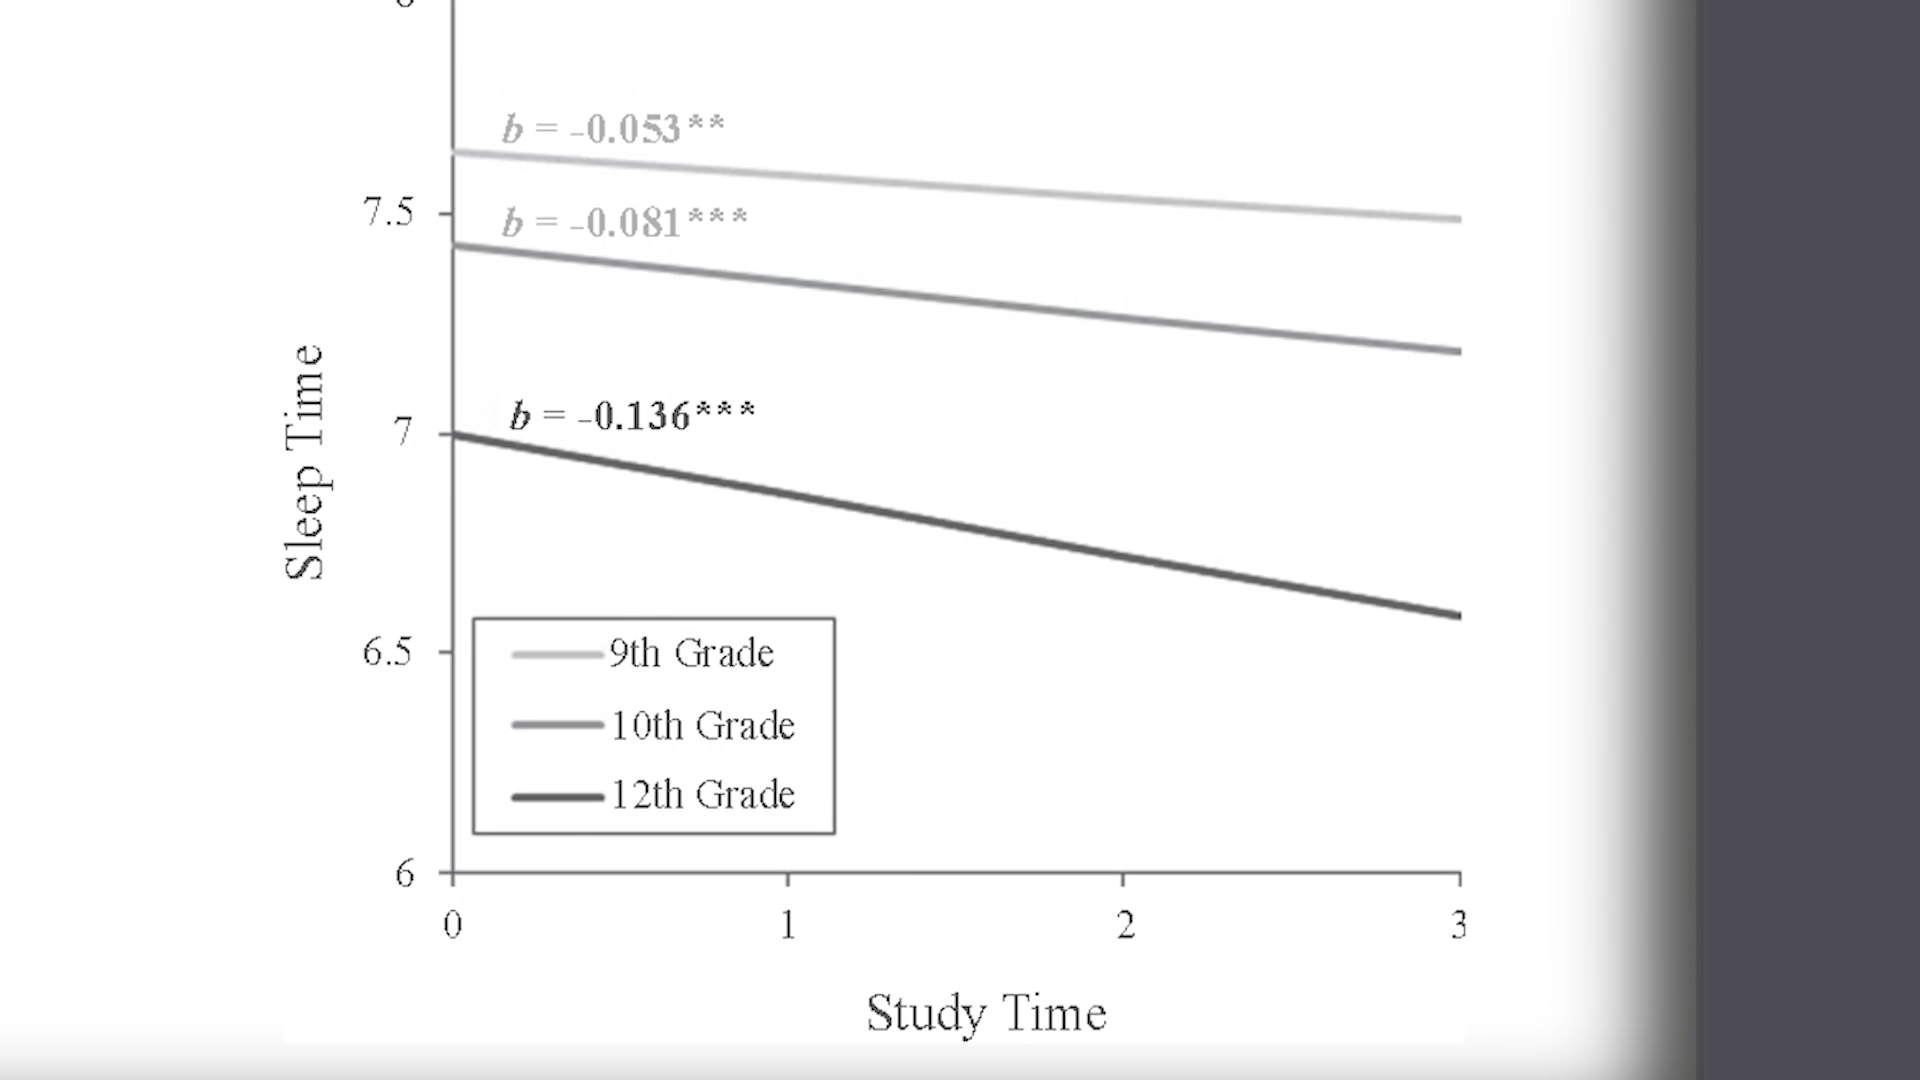 b = -0.053**
7.5
b = -0.081***
Sleep Time
7
b = -0.136***
6.5
9th Grade
10th Grade
12th Grade
6
0 1 2 3
Study Time